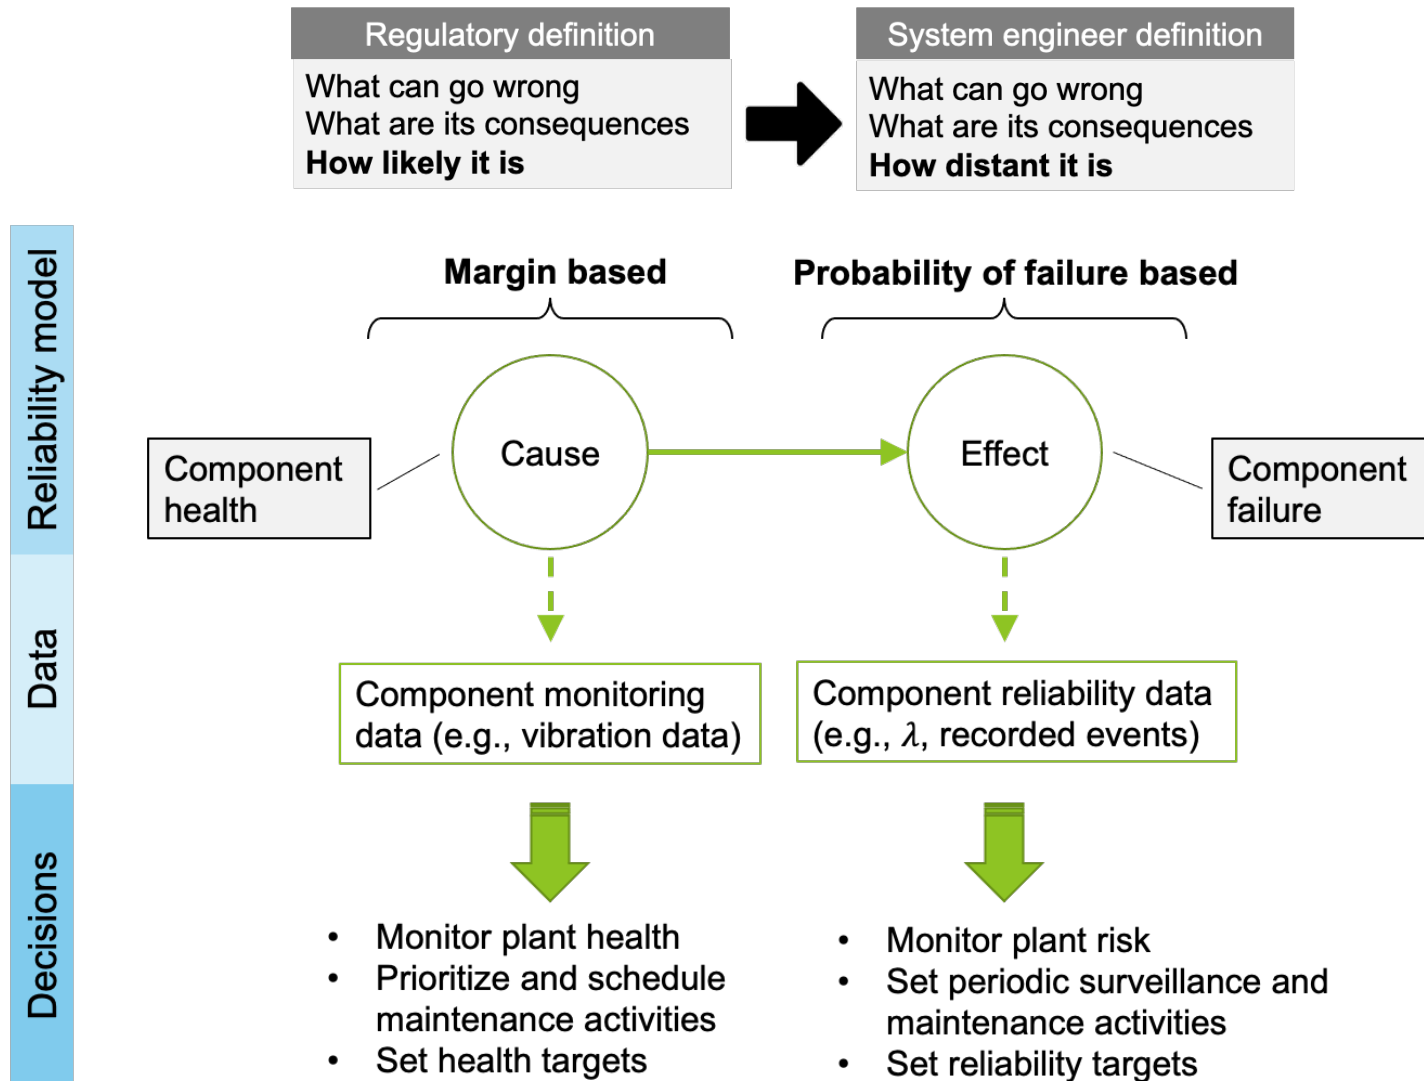 Regulatory definition
What can go wrong
What are its consequences
How likely it is
System engineer definition
What can go wrong
What are its consequences
How distant it is
Reliability model
Margin based
Probability of failure based
Component
health
Cause
Effect
Component
failure
Data
Component monitoring
data (e.g., vibration data)
Component reliability data
(e.g., λ, recorded events)
Decisions
• Monitor plant health
• Prioritize and schedule
maintenance activities
• Set health targets
• Monitor plant risk
• Set periodic surveillance and
maintenance activities
• Set reliability targets